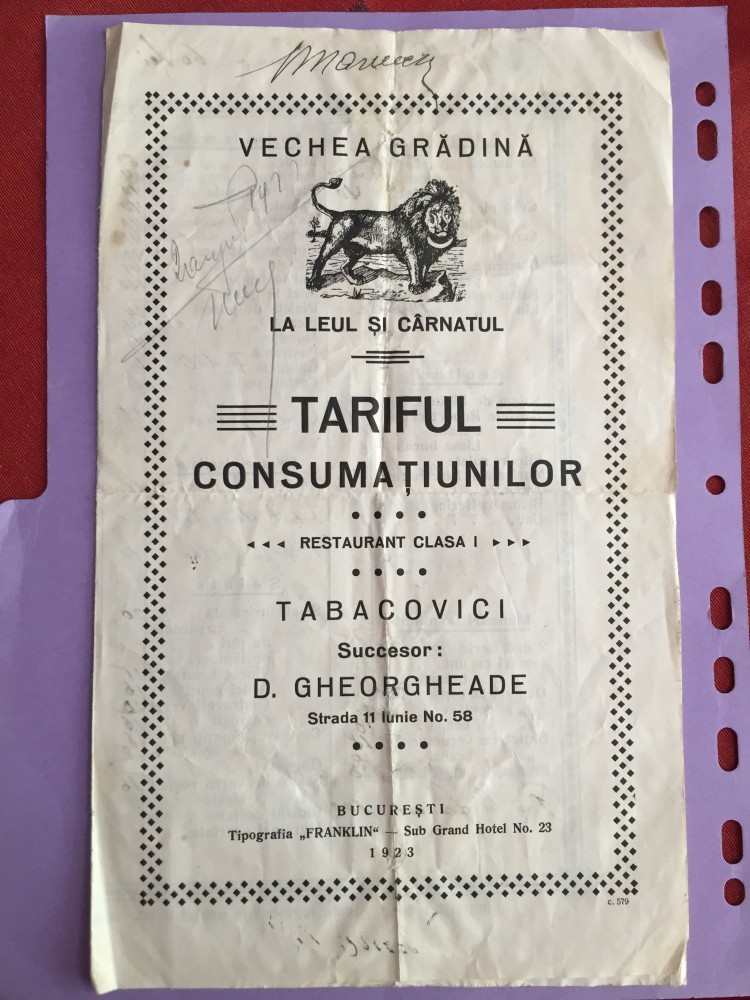 VECHEA GRĂDINĂ
LA LEUL ȘI CÂRNATUL
TARIFUL
CONSUMAȚIUNILOR
RESTAURANT CLASA I
TABACOVICI
Succesor:
D. GHEORGHEADE
Strada 11 Iunie No. 58
BUCUREȘTI
Tipografia „FRANKLIN“ — Sub Grand Hotel No. 23
1923
c. 579